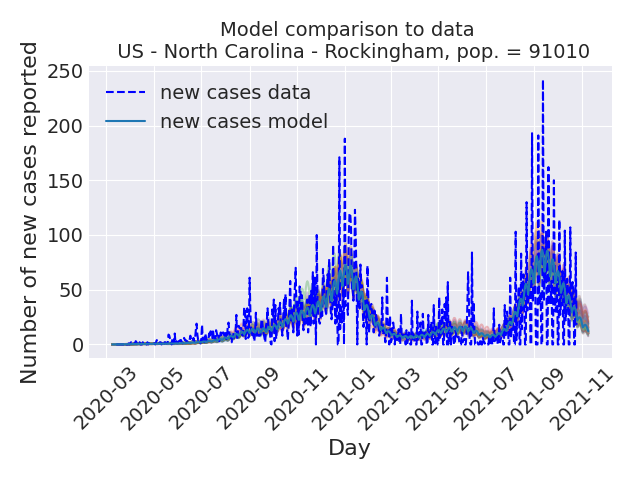 Model comparison to data
US - North Carolina - Rockingham, pop. = 91010
Number of new cases reported
250
200
150
100
50
0
new cases data
new cases model
2020-03
2020-05
2020-07
2020-09
2020-11
2021-01
2021-03
2021-05
2021-07
2021-09
2021-11
Day